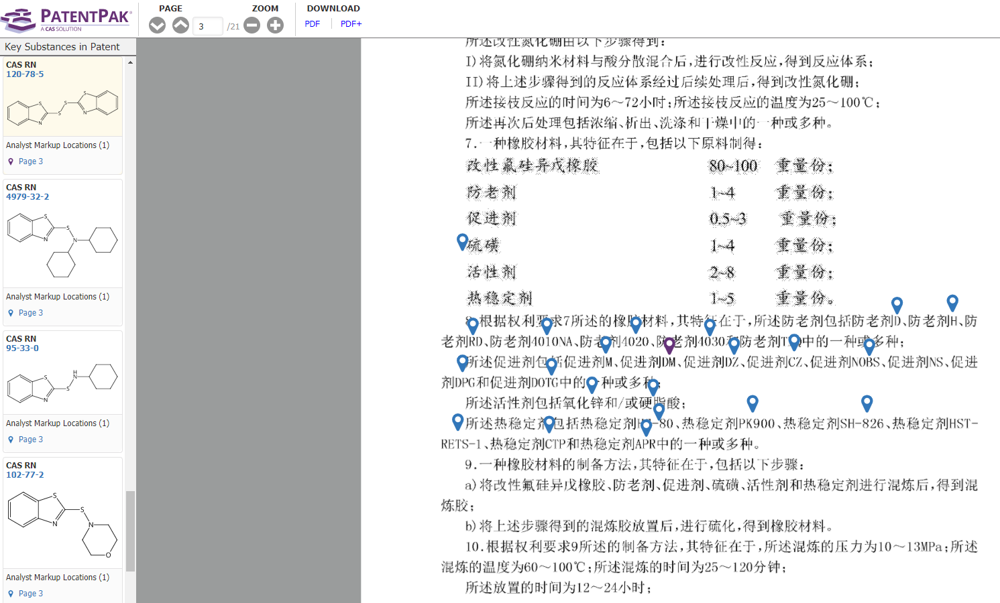 PATENTPAK
A CAS SOLUTION
PAGE
3
/21
ZOOM
DOWNLOAD
PDF
PDF+
Key Substances in Patent
CAS RN
120-78-5
Analyst Markup Locations (1)
Page 3
CAS RN
4979-32-2
Analyst Markup Locations (1)
Page 3
CAS RN
95-33-0
Analyst Markup Locations (1)
Page 3
CAS RN
102-77-2
Analyst Markup Locations (1)
Page 3
所述改性氮化硼由以下步骤得到:
I)将氮化硼纳米材料与酸分散混合后,进行改性反应,得到反应体系;
II)将上述步骤得到的反应体系经过后续处理后,得到改性氮化硼;
所述接枝反应的时间为6~72小时;所述接枝反应的温度为25~100℃;
所述再次后处理包括浓缩、析出、洗涤和干燥中的一种或多种。
7.一种橡胶材料,其特征在于,包括以下原料制得:
改性氟硅异戊橡胶 80~100 重量份;
防老剂 1~4 重量份;
促进剂 0.5~3 重量份;
硫磺 1~4 重量份;
活性剂 2~8 重量份;
热稳定剂 1~5 重量份。
8.根据权利要求7所述的橡胶材料,其特征在于,所述防老剂包括防老剂D、防老剂H、防
老剂RD、防老剂4010NA、防老剂4020、防老剂4030和防老剂T中的一种或多种;
所述促进剂包括促进剂M、促进剂DM、促进剂DZ、促进剂CZ、促进剂NOBS、促进剂NS、促进
剂DPG和促进剂DOTG中的一种或多种;
所述活性剂包括氧化锌和/或硬脂酸;
所述热稳定剂包括热稳定剂H-80、热稳定剂PK900、热稳定剂SH-826、热稳定剂HST-
RETS-1、热稳定剂CTP和热稳定剂APR中的一种或多种。
9.一种橡胶材料的制备方法,其特征在于,包括以下步骤:
a)将改性氟硅异戊橡胶、防老剂、促进剂、硫磺、活性剂和热稳定剂进行混炼后,得到混
炼胶;
b)将上述步骤得到的混炼胶放置后,进行硫化,得到橡胶材料。
10.根据权利要求9所述的制备方法,其特征在于,所述混炼的压力为10~13MPa;所述
混炼的温度为60~100℃;所述混炼的时间为25~120分钟;
所述放置的时间为12~24小时;